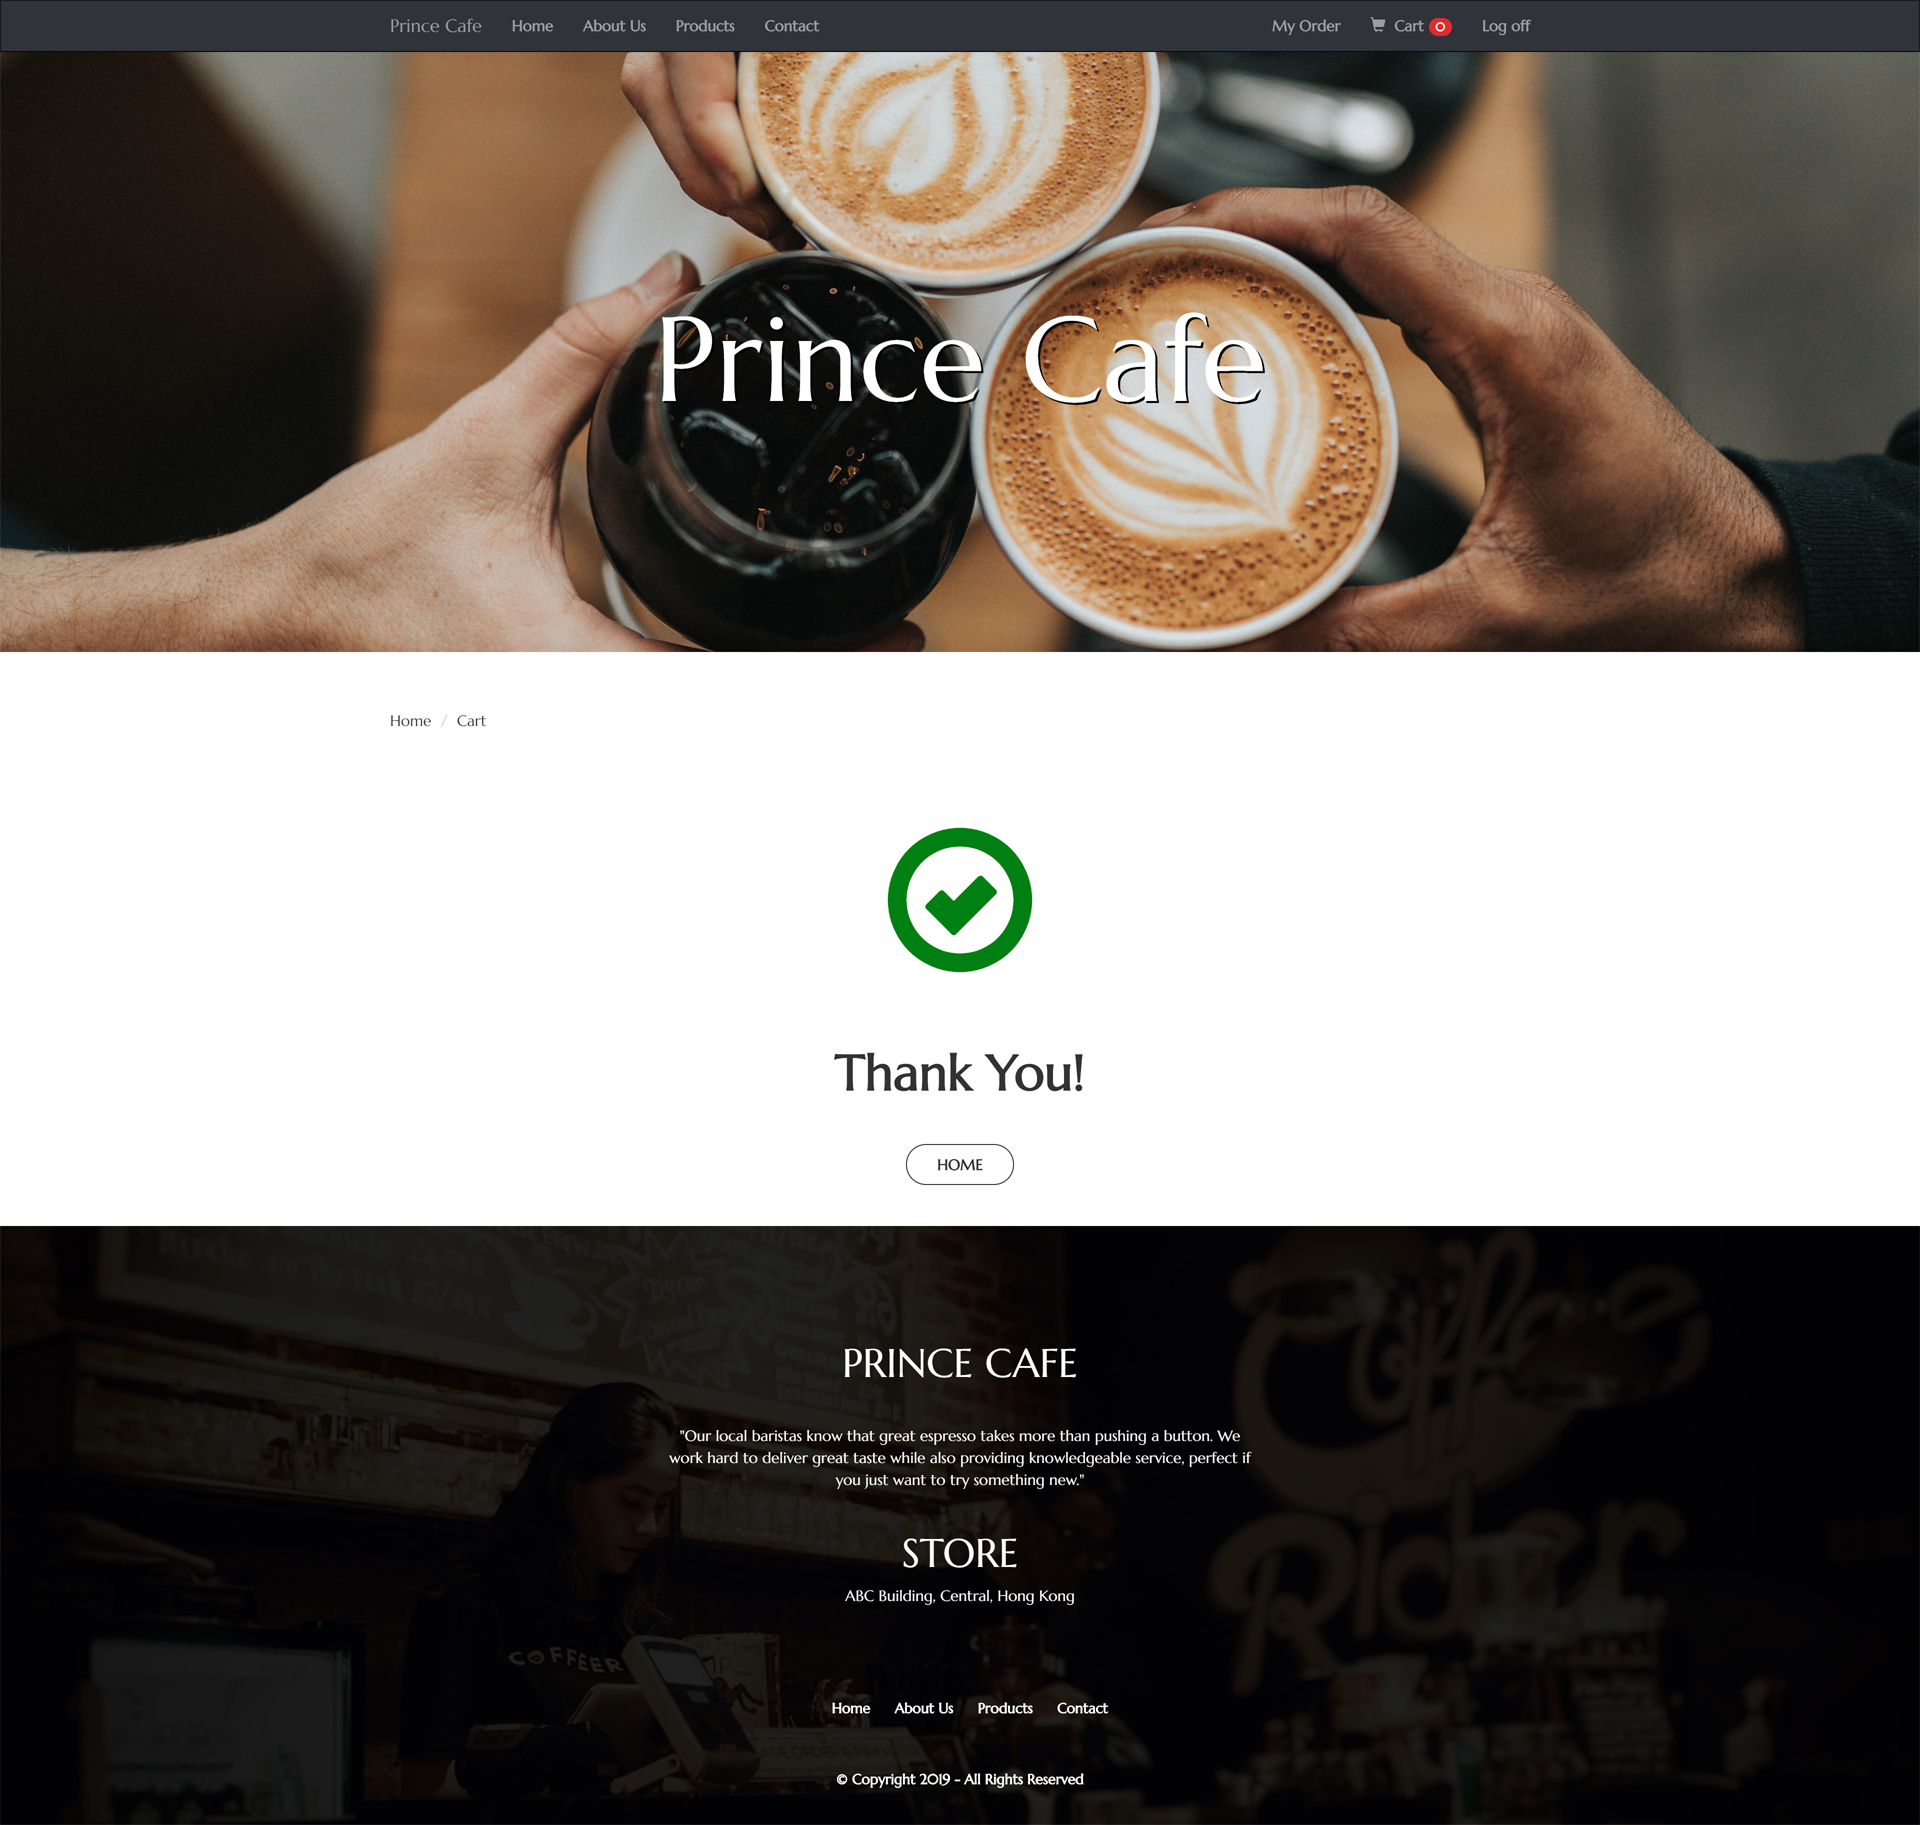 Prince Cafe Home About Us Products Contact My Order Cart 0 Log off
Prince Cafe
Home / Cart
Thank You!
HOME
PRINCE CAFE
"Our local baristas know that great espresso takes more than pushing a button. We
work hard to deliver great taste while also providing knowledgeable service, perfect if
you just want to try something new."
STORE
ABC Building, Central, Hong Kong
Coffee
Rider
COFFEER
Home About Us Products Contact
© Copyright 2019 - All Rights Reserved